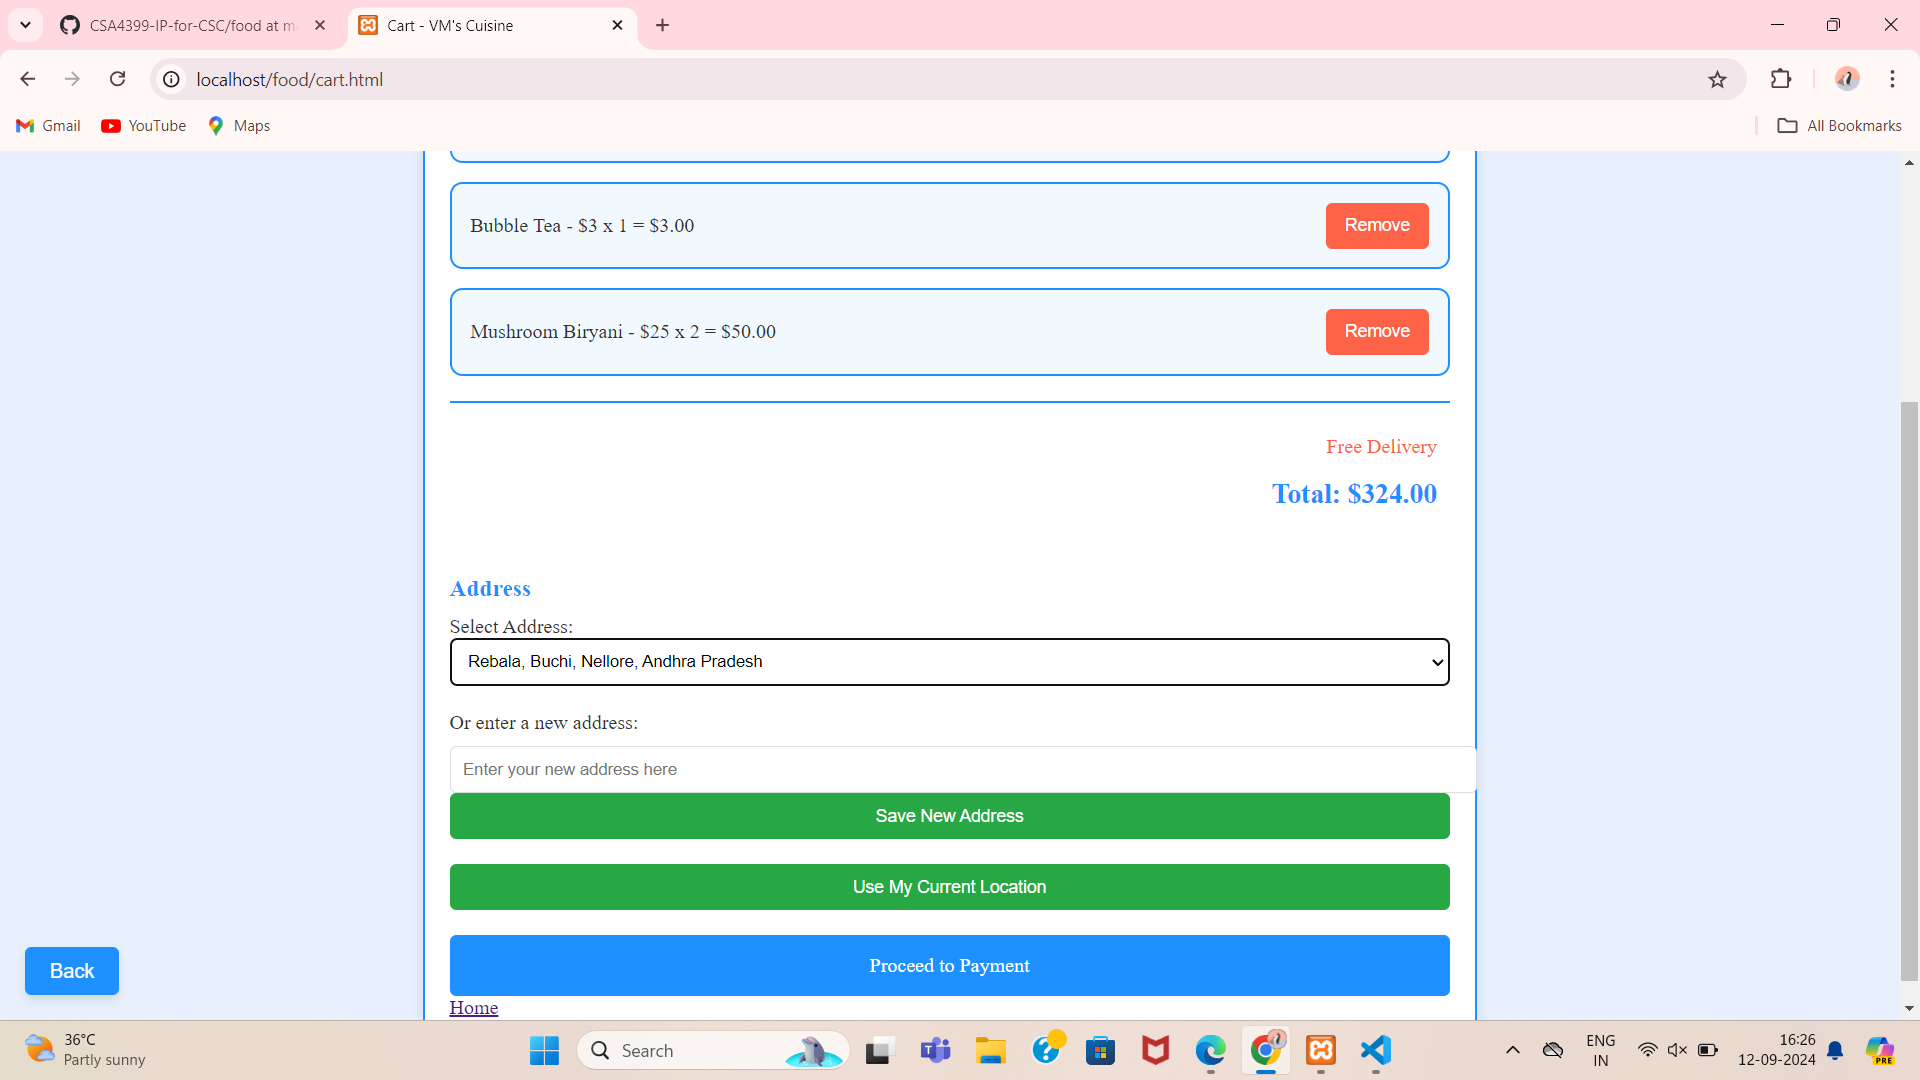 CSA4399-IP-for-CSC/food at ma
Cart - VM's Cuisine
localhost/food/cart.html
Gmail
YouTube
Maps
All Bookmarks
Bubble Tea - $3 x 1 = $3.00
Remove
Mushroom Biryani - $25 x 2 = $50.00
Remove
Free Delivery
Total: $324.00
Address
Select Address:
Rebala, Buchi, Nellore, Andhra Pradesh
Or enter a new address:
Enter your new address here
Save New Address
Use My Current Location
Proceed to Payment
Back
Home
36°C
Partly sunny
Search
ENG
IN
16:26
12-09-2024
PRE